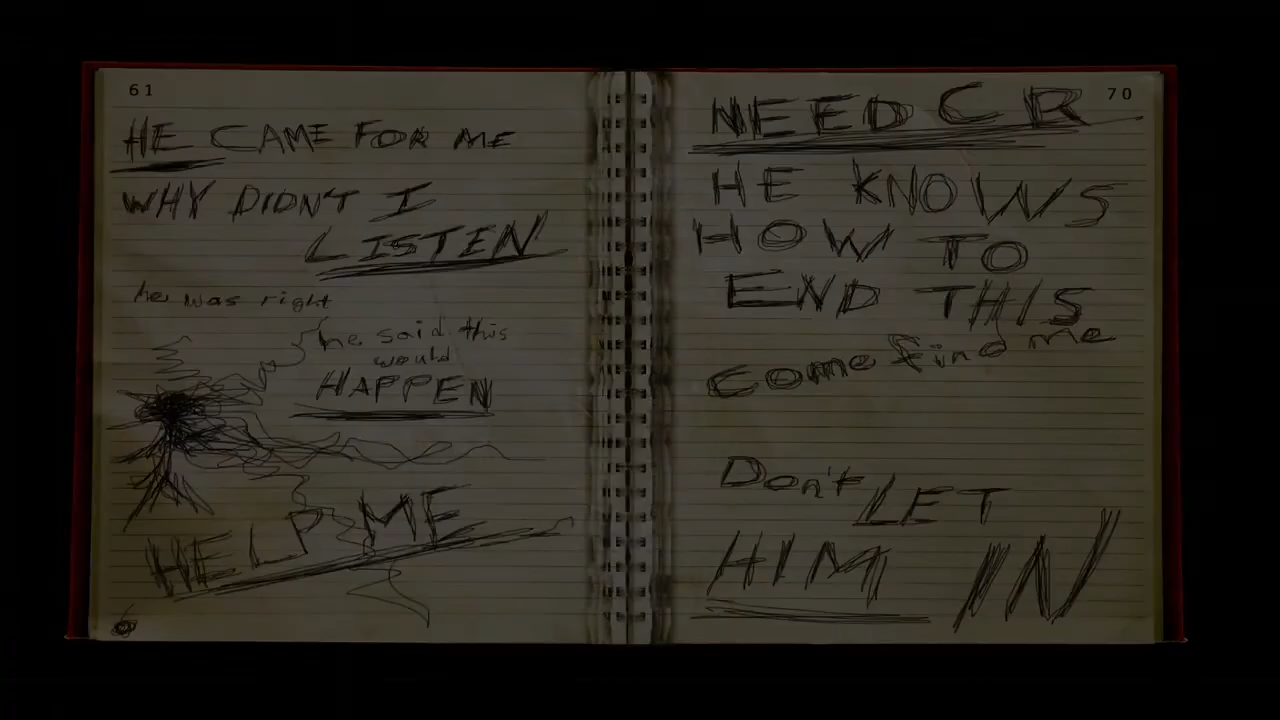 61
HE CAME FOR ME
WHY DIDN'T I
LISTEN
he was right
he said this
would
HAPPEN
HELP ME
70
NEED CR
HE KNOWS
HOW TO
END THIS
come find me
Don't LET
HIM IN